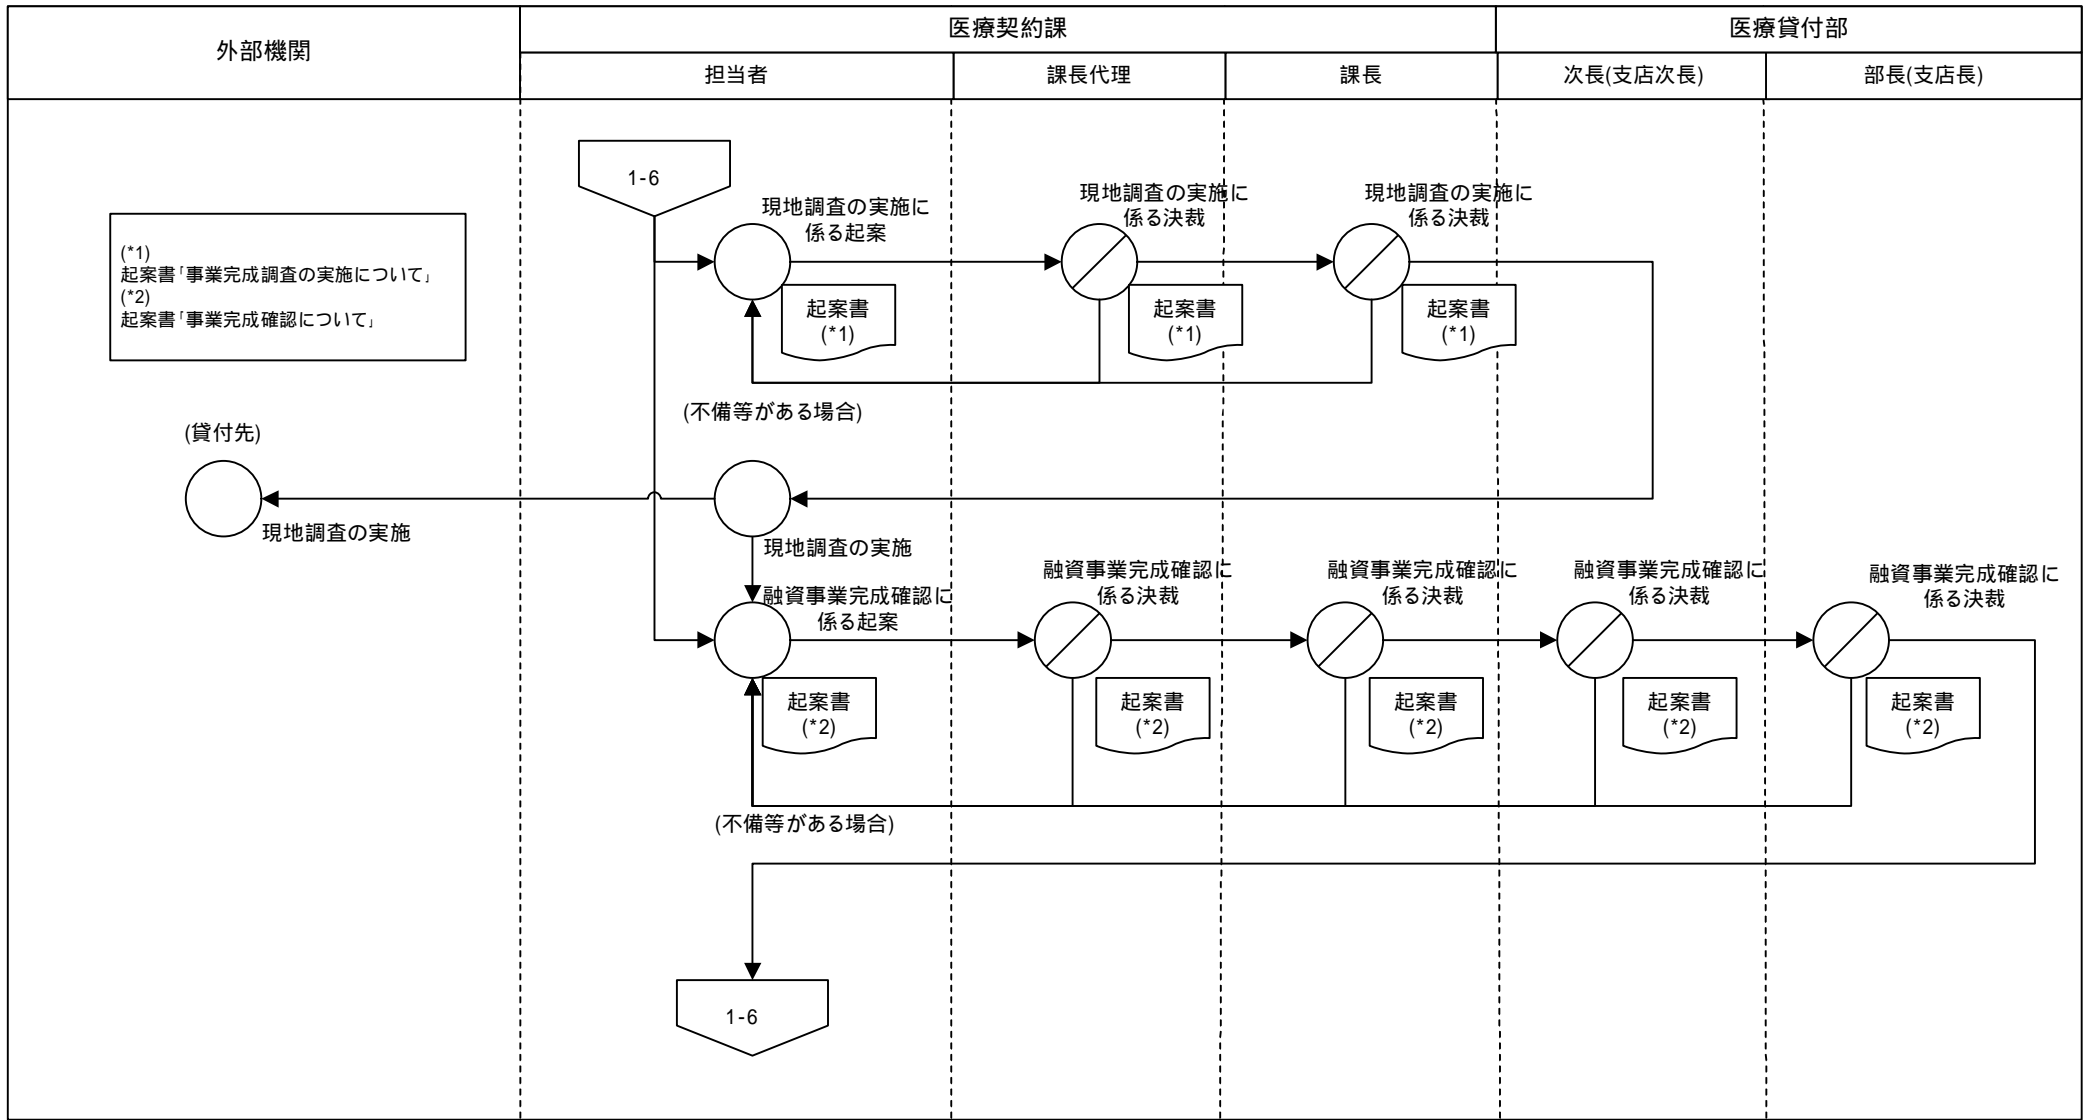 外部機関
医療契約課
医療貸付部
担当者
課長代理
課長
次長(支店次長)
部長(支店長)
1-6
現地調査の実施に
係る起案
現地調査の実施に
係る決裁
現地調査の実施に
係る決裁
(*1)
起案書「事業完成調査の実施について」
(*2)
起案書「事業完成確認について」
起案書
(*1)
起案書
(*1)
起案書
(*1)
(不備等がある場合)
(貸付先)
現地調査の実施
現地調査の実施
融資事業完成確認に
係る起案
融資事業完成確認に
係る決裁
融資事業完成確認に
係る決裁
融資事業完成確認に
係る決裁
融資事業完成確認に
係る決裁
起案書
(*2)
起案書
(*2)
起案書
(*2)
起案書
(*2)
起案書
(*2)
(不備等がある場合)
1-6